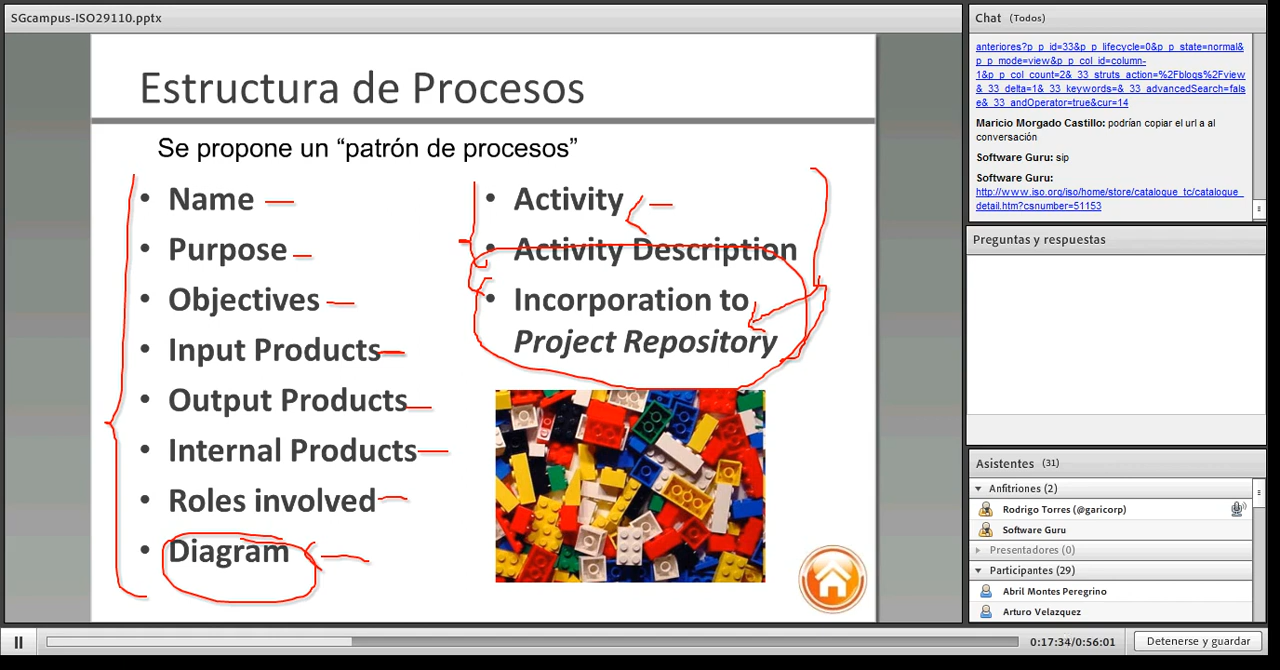 SGcampus-ISO29110.pptx
Estructura de Procesos
Se propone un “patrón de procesos”
• Name
• Purpose
• Objectives
• Input Products
• Output Products
• Internal Products
• Roles involved
• Diagram
• Activity
• Activity Description
• Incorporation to
Project Repository
Chat (Todos)
anteriores?p_p_id=33&p_p_lifecycle=0&p_p_state=normal&
p_p_mode=view&p_p_col_id=column-
1&p_p_col_count=2&_33_struts_action=%2Fblogs%2Fview
&_33_delta=1&_33_keywords=&_33_advancedSearch=fals
e&_33_andOperator=true&cur=14
Maricio Morgado Castillo: podrían copiar el url a al
conversación
Software Guru: sip
Software Guru:
http://www.iso.org/iso/home/store/catalogue_tc/catalogue_
detail.htm?csnumber=51153
Preguntas y respuestas
Asistentes (31)
Anfitriones (2)
Rodrigo Torres (@garicorp)
Software Guru
Presentadores (0)
Participantes (29)
Abril Montes Peregrino
Arturo Velazquez
0:17:34/0:56:01
Detenerse y guardar